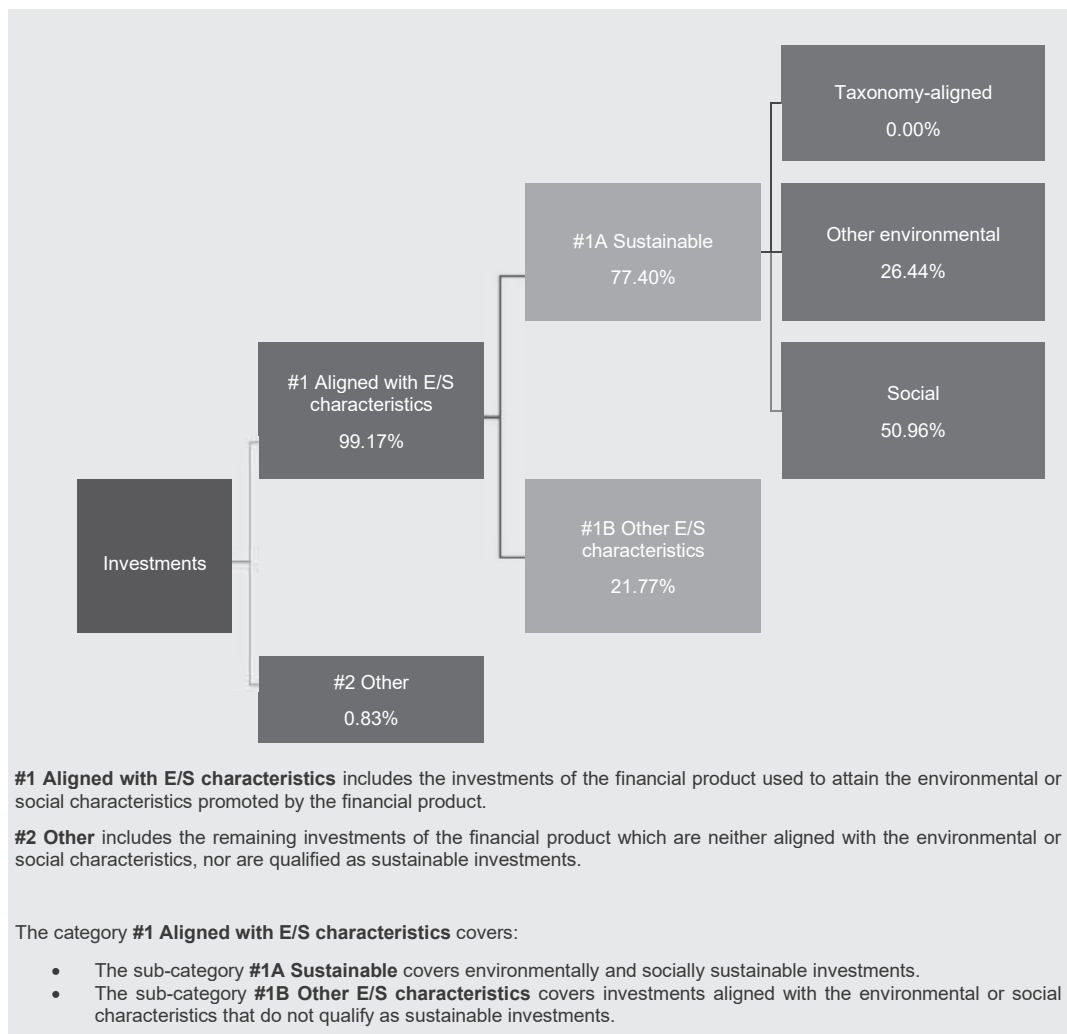 Taxonomy-aligned
0.00%
#1A Sustainable
77.40%
Other environmental
26.44%
#1 Aligned with E/S
characteristics
99.17%
Social
50.96%
Investments
#1B Other E/S
characteristics
21.77%
#2 Other
0.83%
#1 Aligned with E/S characteristics includes the investments of the financial product used to attain the environmental or
social characteristics promoted by the financial product.
#2 Other includes the remaining investments of the financial product which are neither aligned with the environmental or
social characteristics, nor are qualified as sustainable investments.
The category #1 Aligned with E/S characteristics covers:
• The sub-category #1A Sustainable covers environmentally and socially sustainable investments.
• The sub-category #1B Other E/S characteristics covers investments aligned with the environmental or social
characteristics that do not qualify as sustainable investments.